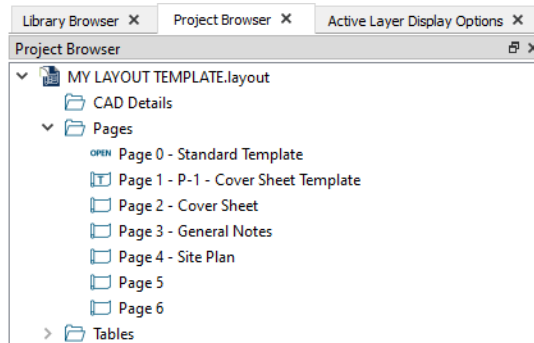 Library Browser ✕ Project Browser ✕ Active Layer Display Options ✕
Project Browser
MY LAYOUT TEMPLATE.layout
CAD Details
Pages
OPEN Page 0 - Standard Template
T Page 1 - P-1 - Cover Sheet Template
Page 2 - Cover Sheet
Page 3 - General Notes
Page 4 - Site Plan
Page 5
Page 6
Tables